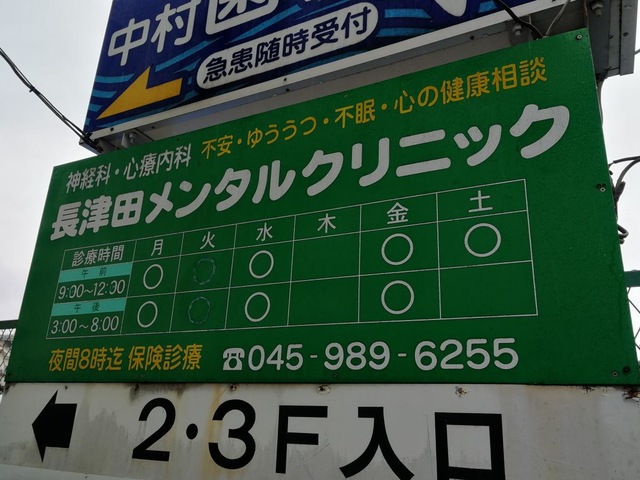 中村歯
急患随時受付
不安・ゆううつ・不眠・心の健康相談
神経科・心療内科
長津田メンタルクリニック
診療時間 月 火 水 木 金 土
午前 9:00～12:30 ○ ○ ○ ○ ○
午後 3:00～8:00 ○ ○ ○ ○
夜間8時迄 保険診療 ☎045-989-6255
2・3F入口